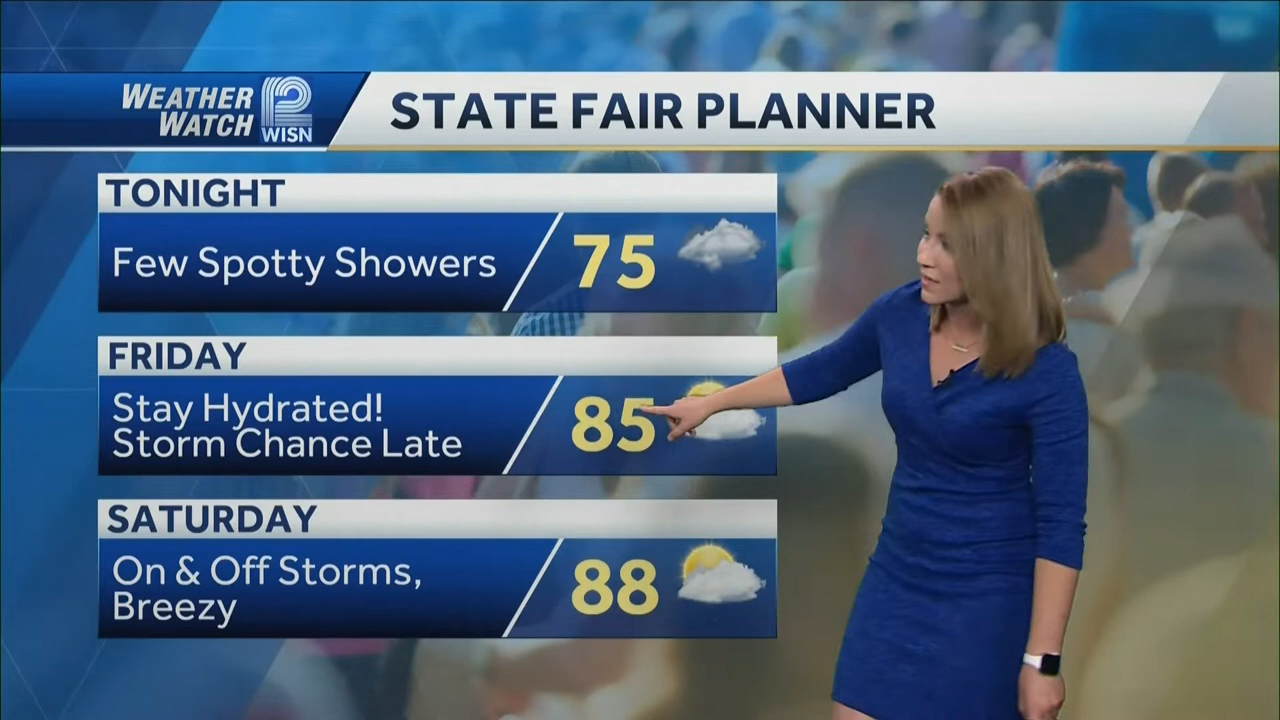 WEATHER
WATCH
12
WISN
STATE FAIR PLANNER
TONIGHT
Few Spotty Showers
75
FRIDAY
Stay Hydrated!
Storm Chance Late
85
SATURDAY
On & Off Storms,
Breezy
88